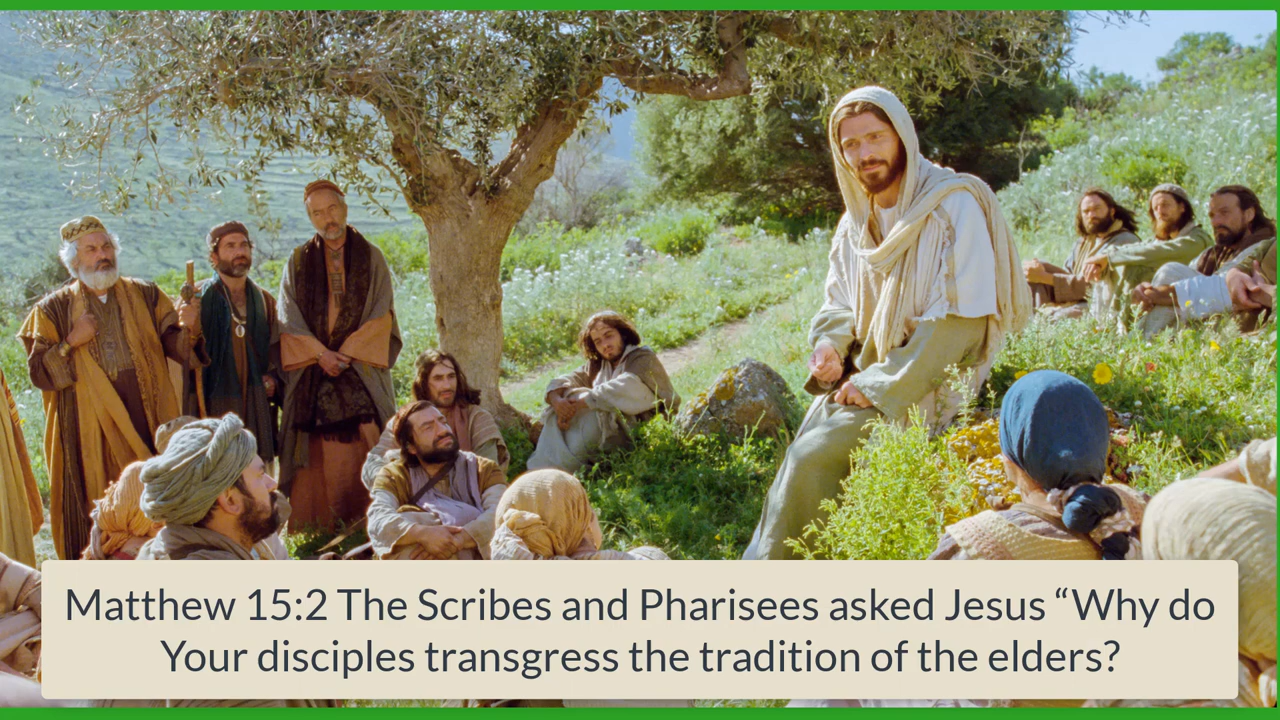 Matthew 15:2 The Scribes and Pharisees asked Jesus “Why do
Your disciples transgress the tradition of the elders?